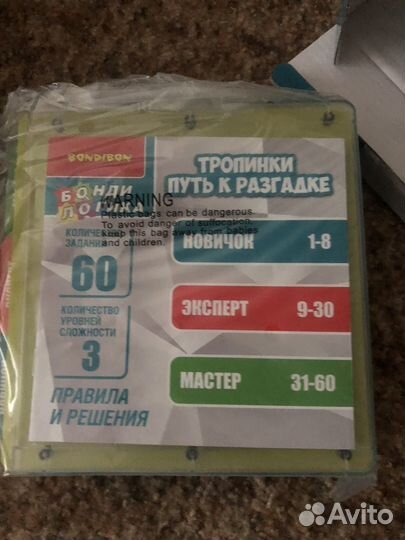 BONDIBON
БОНДИ
ЛОГИКА
WARNING
Plastic bags can be dangerous.
To avoid danger of suffocation,
keep this bag away from babies
and children.
КОЛИЧЕСТВО
ЗАДАНИЙ
60
КОЛИЧЕСТВО
УРОВНЕЙ
СЛОЖНОСТИ
3
ПРАВИЛА
И РЕШЕНИЯ
ТРОПИНКИ
ПУТЬ К РАЗГАДКЕ
НОВИЧОК 1-8
ЭКСПЕРТ 9-30
МАСТЕР 31-60
Avito